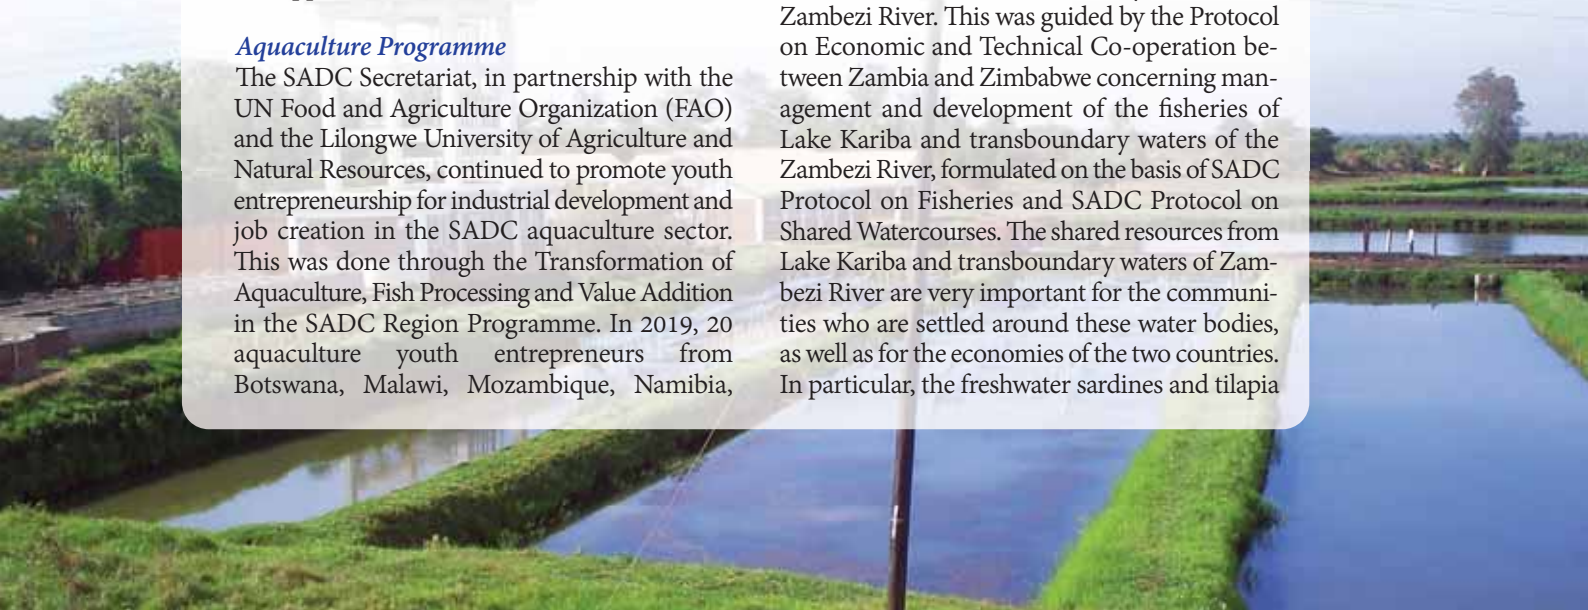 Aquaculture Programme
The SADC Secretariat, in partnership with the
UN Food and Agriculture Organization (FAO)
and the Lilongwe University of Agriculture and
Natural Resources, continued to promote youth
entrepreneurship for industrial development and
job creation in the SADC aquaculture sector.
This was done through the Transformation of
Aquaculture, Fish Processing and Value Addition
in the SADC Region Programme. In 2019, 20
aquaculture youth entrepreneurs from
Botswana, Malawi, Mozambique, Namibia,
Zambezi River. This was guided by the Protocol
on Economic and Technical Co-operation be-
tween Zambia and Zimbabwe concerning man-
agement and development of the fisheries of
Lake Kariba and transboundary waters of the
Zambezi River, formulated on the basis of SADC
Protocol on Fisheries and SADC Protocol on
Shared Watercourses. The shared resources from
Lake Kariba and transboundary waters of Zam-
bezi River are very important for the communi-
ties who are settled around these water bodies,
as well as for the economies of the two countries.
In particular, the freshwater sardines and tilapia